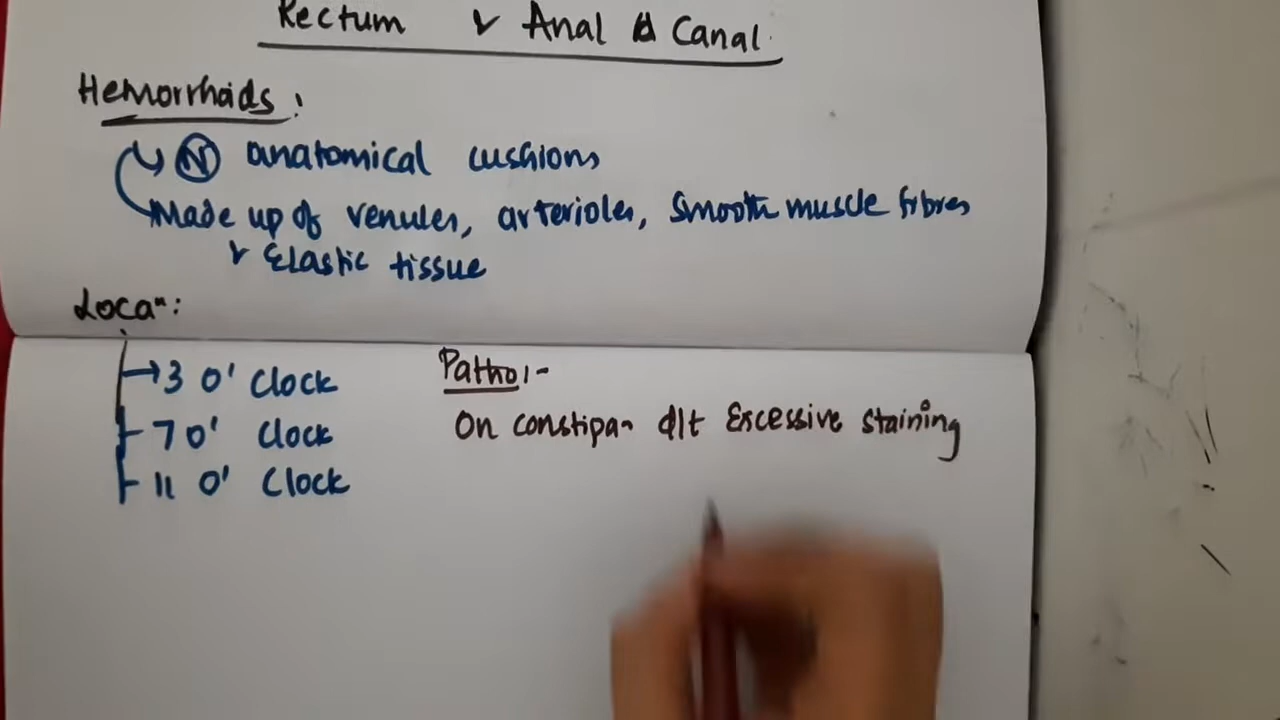 Rectum & Anal Canal
Hemorrhoids:
N anatomical cushions
Made up of venules, arterioles, smooth muscle fibres
& Elastic tissue
Locaⁿ:
3 O' Clock
7 O' Clock
11 O' Clock
Patho:-
On constipaⁿ d/t Excessive staining